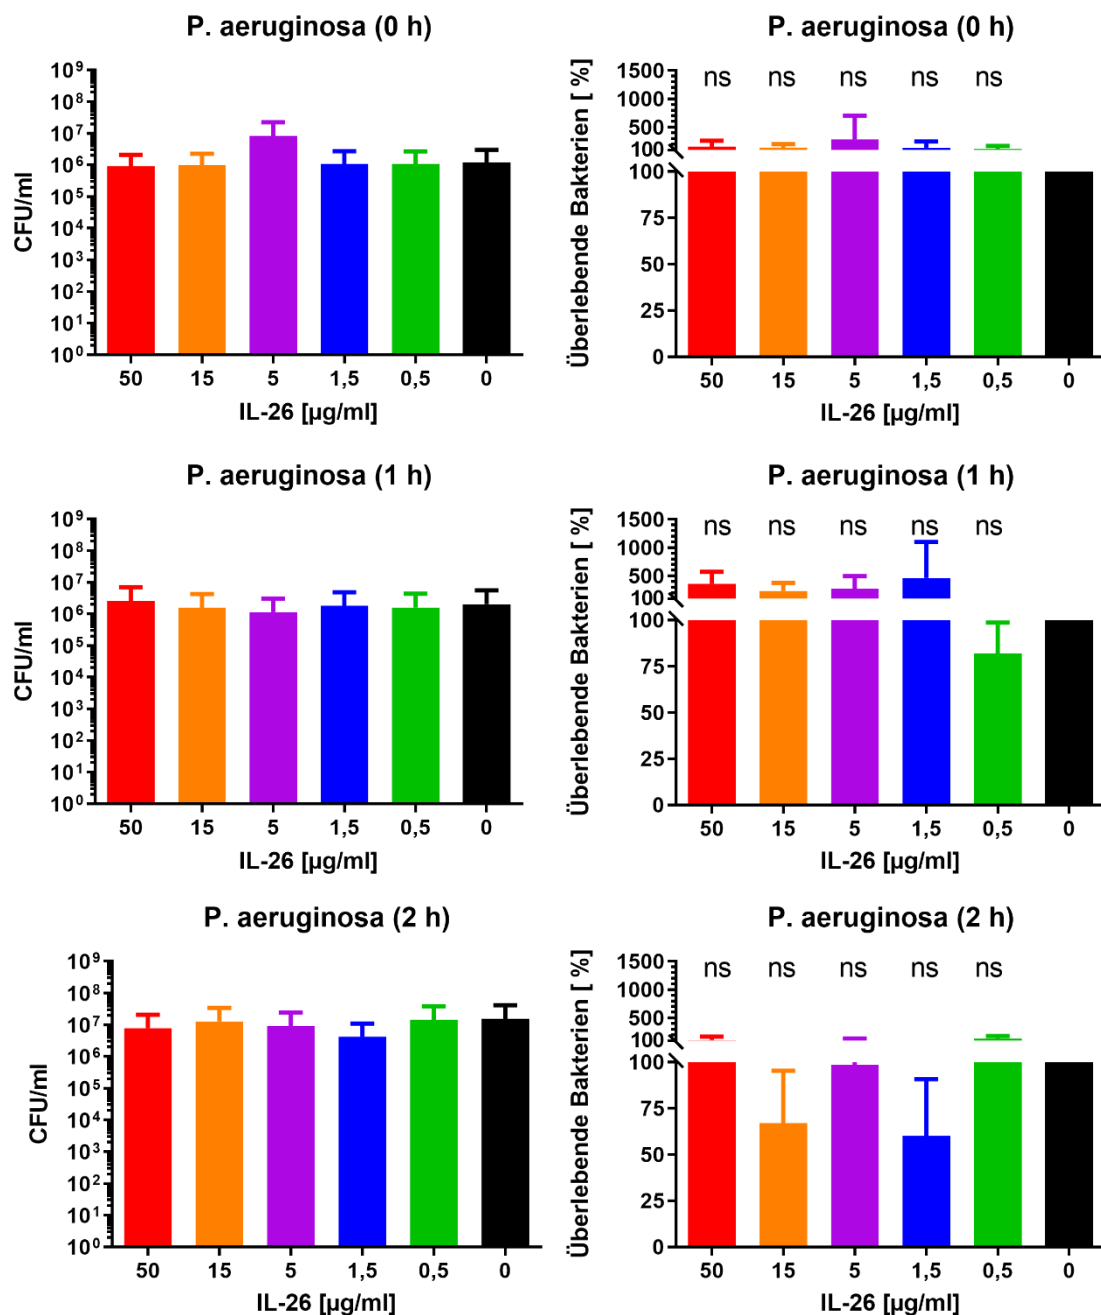 P. aeruginosa (0 h)
CFU/ml
10⁹
10⁸
10⁷
10⁶
10⁵
10⁴
10³
10²
10¹
10⁰
50 15 5 1,5 0,5 0
IL-26 [µg/ml]
P. aeruginosa (0 h)
Überlebende Bakterien [ %]
ns ns ns ns ns
1500
1000
500
100
100
75
50
25
0
50 15 5 1,5 0,5 0
IL-26 [µg/ml]
P. aeruginosa (1 h)
CFU/ml
10⁹
10⁸
10⁷
10⁶
10⁵
10⁴
10³
10²
10¹
10⁰
50 15 5 1,5 0,5 0
IL-26 [µg/ml]
P. aeruginosa (1 h)
Überlebende Bakterien [ %]
ns ns ns ns ns
1500
1000
500
100
100
75
50
25
0
50 15 5 1,5 0,5 0
IL-26 [µg/ml]
P. aeruginosa (2 h)
CFU/ml
10⁹
10⁸
10⁷
10⁶
10⁵
10⁴
10³
10²
10¹
10⁰
50 15 5 1,5 0,5 0
IL-26 [µg/ml]
P. aeruginosa (2 h)
Überlebende Bakterien [ %]
ns ns ns ns ns
1500
1000
500
100
100
75
50
25
0
50 15 5 1,5 0,5 0
IL-26 [µg/ml]